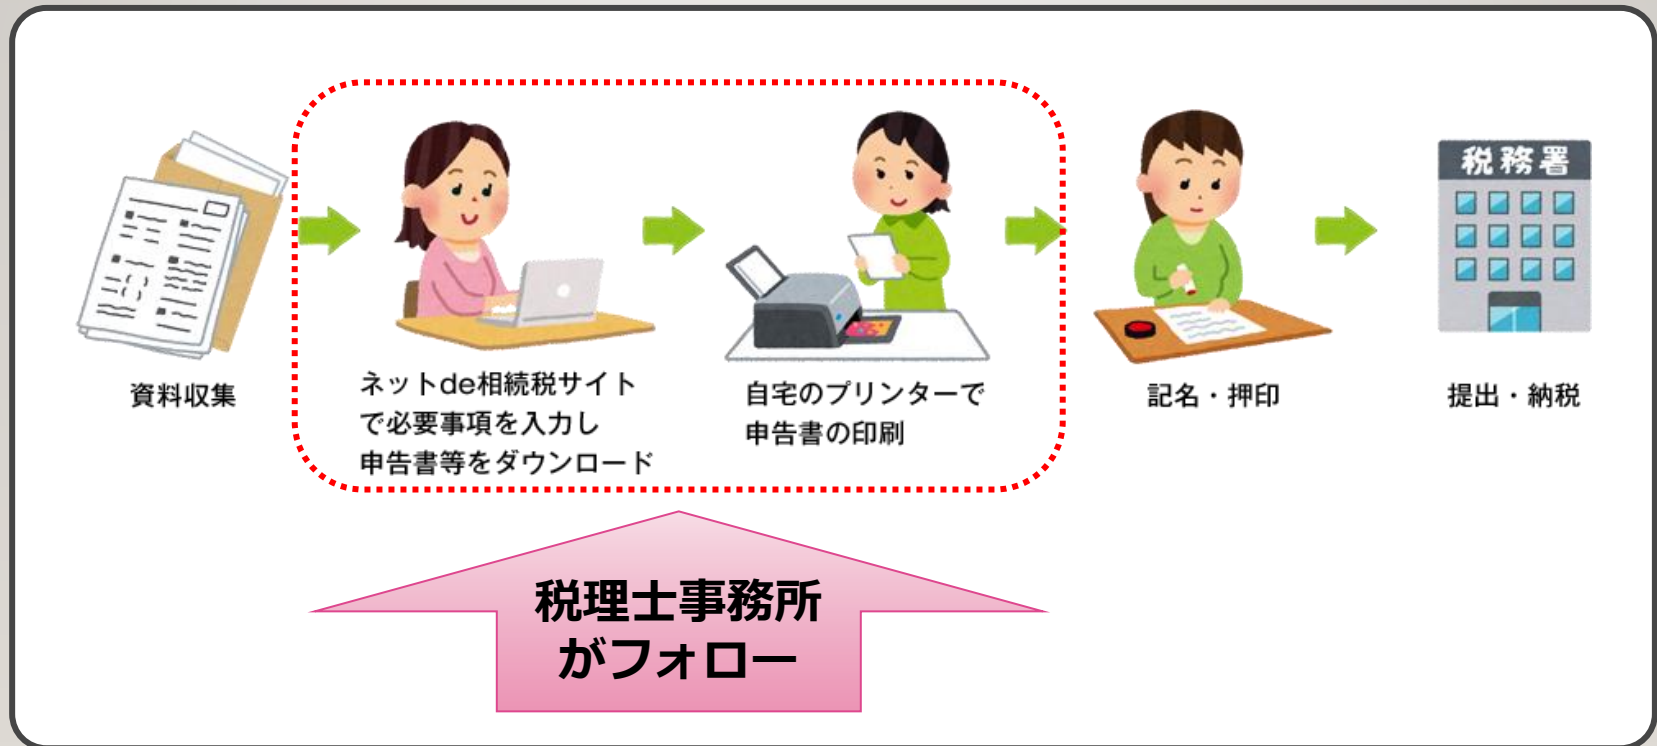 税務署
資料収集
ネットde相続税サイト
で必要事項を入力し
申告書等をダウンロード
自宅のプリンターで
申告書の印刷
記名・押印
提出・納税
税理士事務所
がフォロー